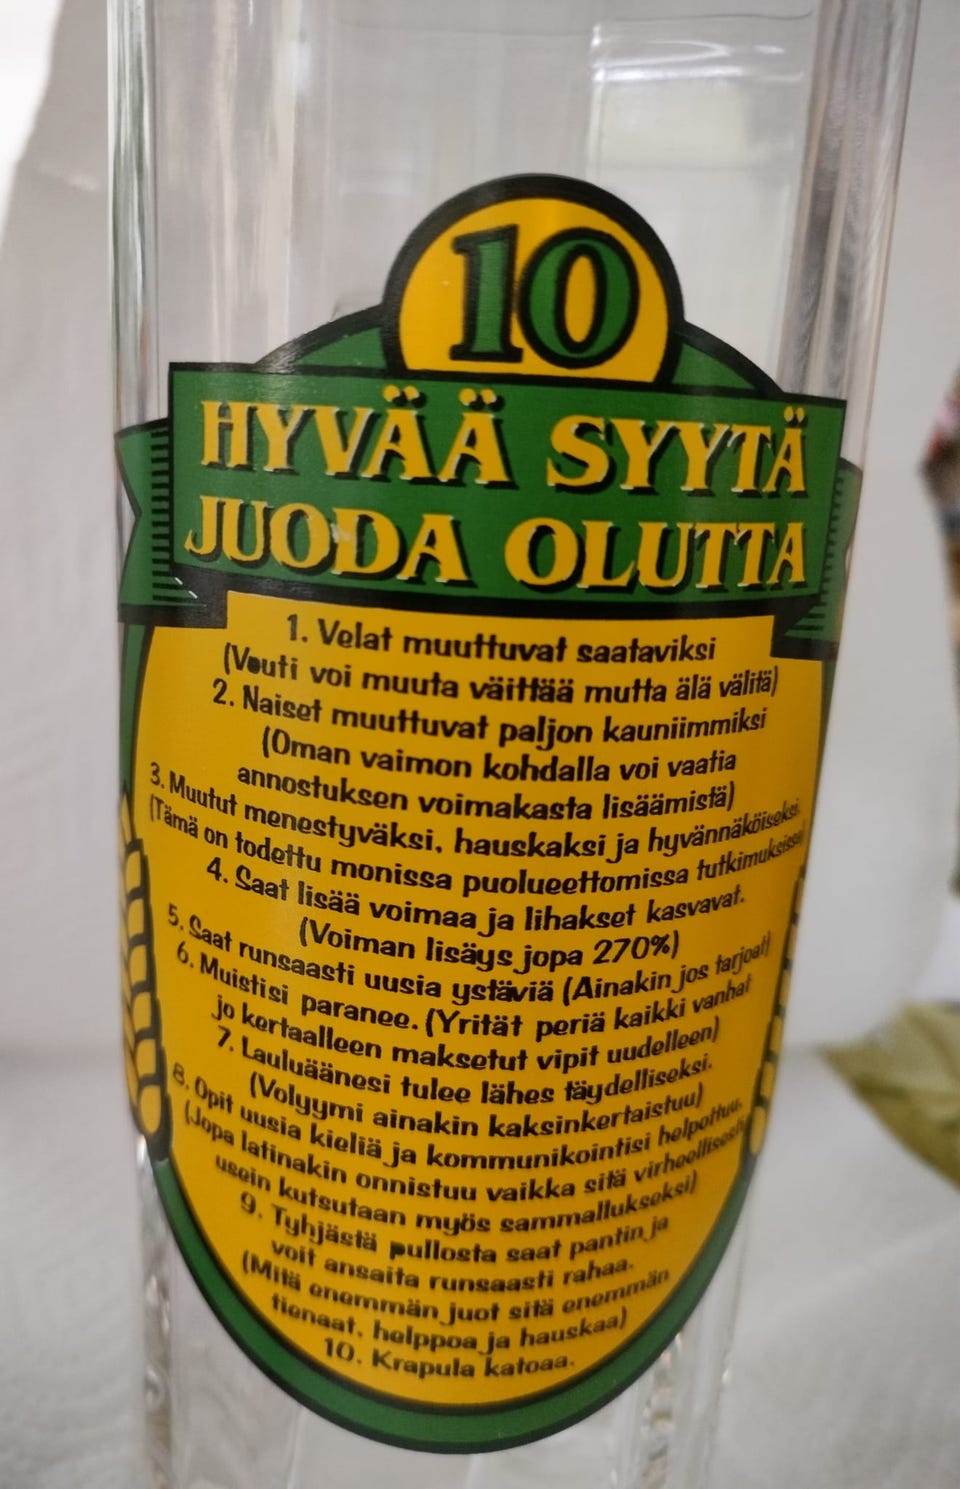 10
HYVÄÄ SYYTÄ
JUODA OLUTTA
1. Velat muuttuvat saataviksi
(Vouti voi muuta väittää mutta älä välitä)
2. Naiset muuttuvat paljon kauniimmiksi
(Oman vaimon kohdalla voi vaatia
annostuksen voimakasta lisäämistä)
3. Muutut menestyväksi, hauskaksi ja hyvännäköiseksi.
(Tämä on todettu monissa puolueettomissa tutkimuksissa)
4. Saat lisää voimaa ja lihakset kasvavat.
(Voiman lisäys jopa 270%)
5. Saat runsaasti uusia ystäviä (Ainakin jos tarjoat)
6. Muistisi paranee. (Yrität periä kaikki vanhat
jo kertaalleen maksetut vipit uudelleen)
7. Lauluäänesi tulee lähes täydelliseksi.
(Volyymi ainakin kaksinkertaistuu)
8. Opit uusia kieliä ja kommunikointisi helpottuu.
(Jopa latinakin onnistuu vaikka sitä virheellisesti
usein kutsutaan myös sammallukseksi)
9. Tyhjästä pullosta saat pantin ja
voit ansaita runsaasti rahaa.
(Mitä enemmän juot sitä enemmän
tienaat, helppoa ja hauskaa)
10. Krapula katoaa.